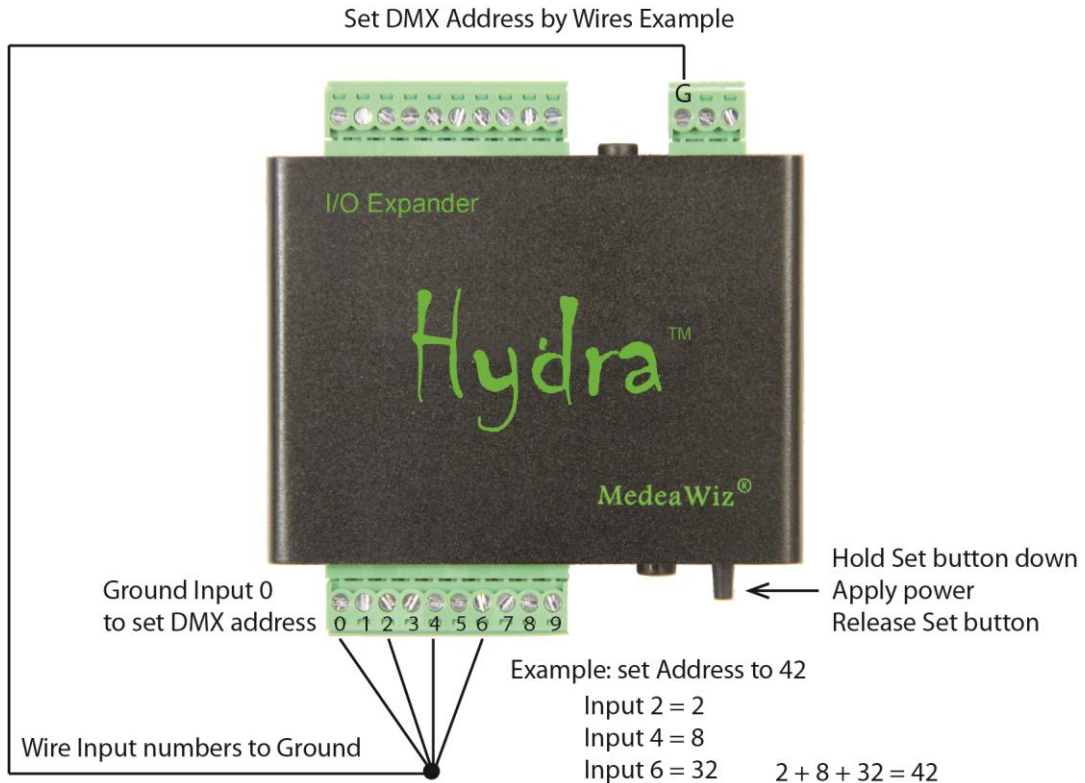 Set DMX Address by Wires Example
G
I/O Expander
Hydra™
MedeaWiz®
Hold Set button down
Apply power
Release Set button
Ground Input 0
to set DMX address
0 1 2 3 4 5 6 7 8 9
Example: set Address to 42
Input 2 = 2
Input 4 = 8
Input 6 = 32 2 + 8 + 32 = 42
Wire Input numbers to Ground